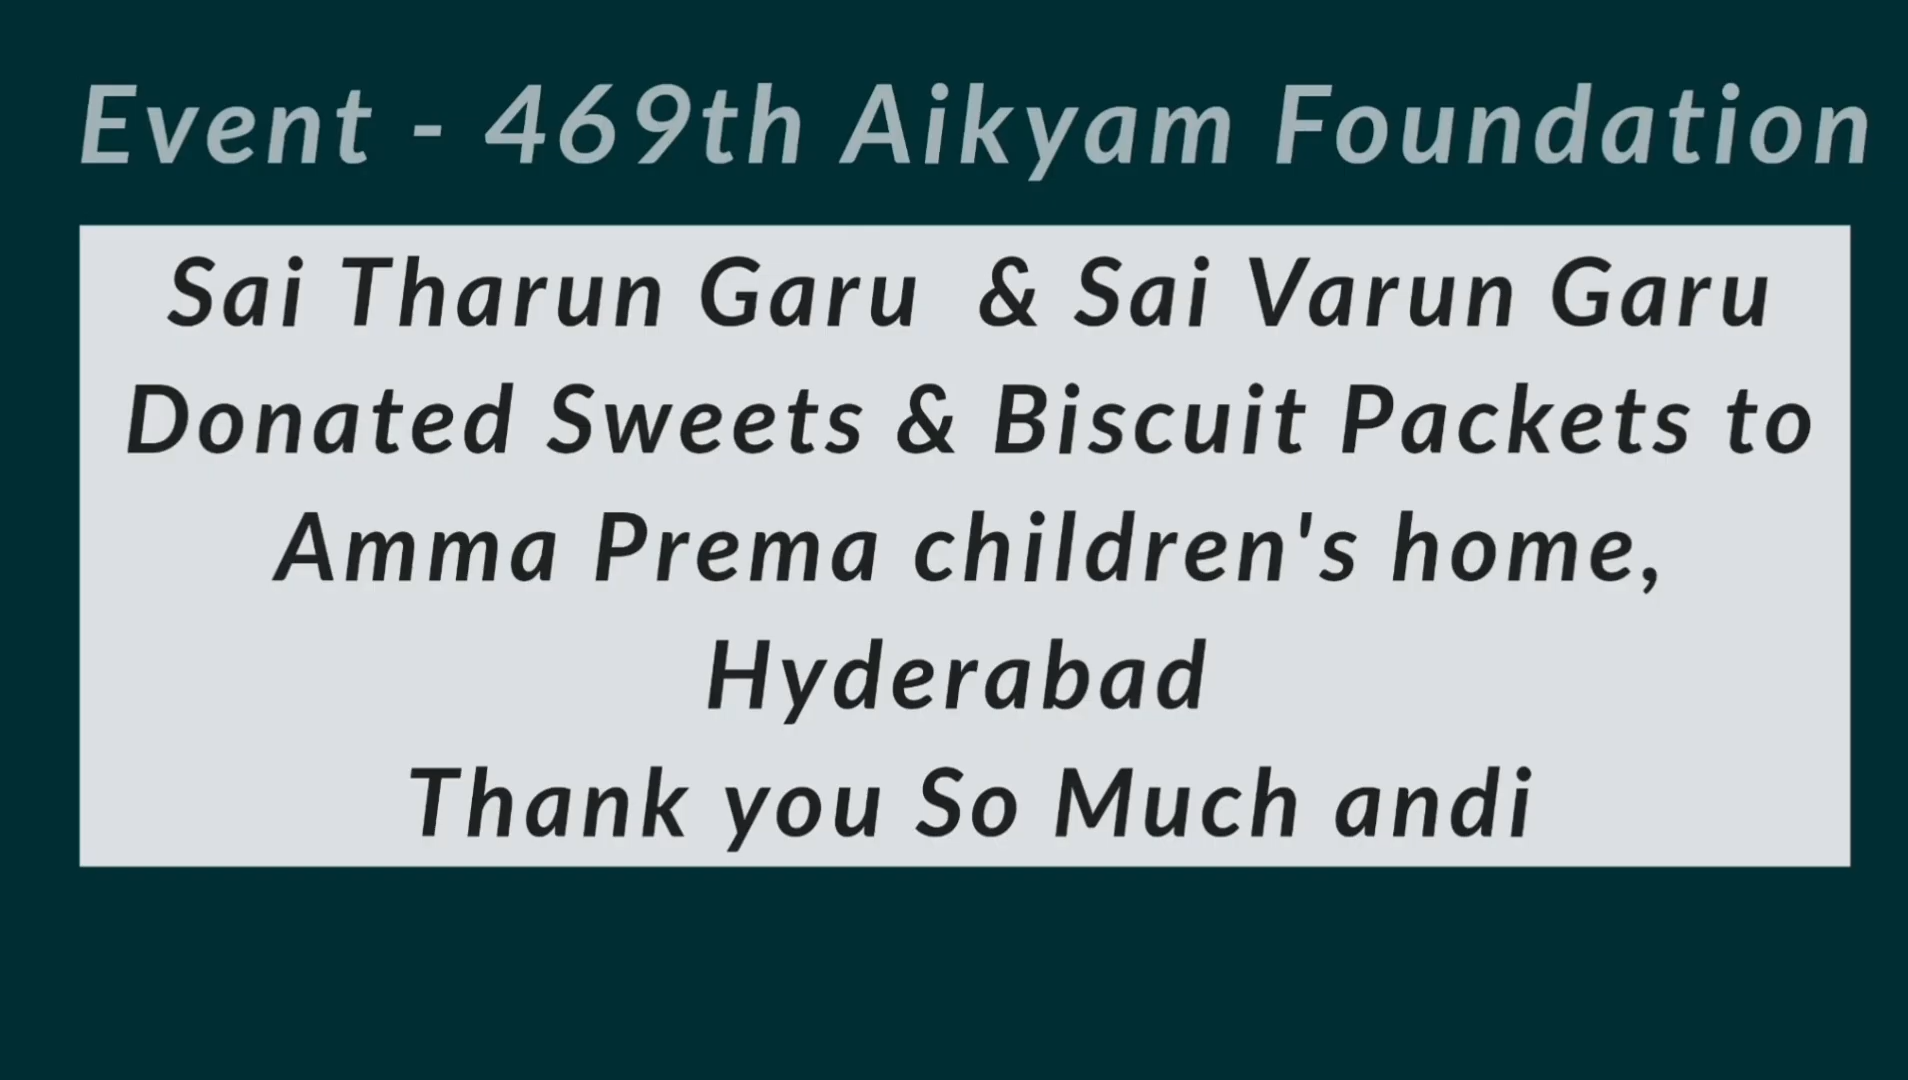 Event - 469th Aikyam Foundation
Sai Tharun Garu & Sai Varun Garu
Donated Sweets & Biscuit Packets to
Amma Prema children's home,
Hyderabad
Thank you So Much andi